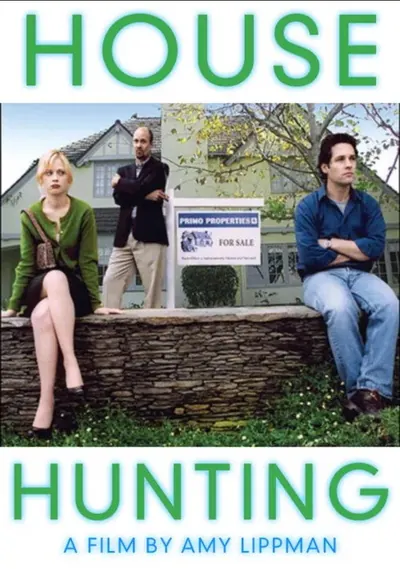 HOUSE
PRIMO PROPERTIES
FOR SALE
HUNTING
A FILM BY AMY LIPPMAN